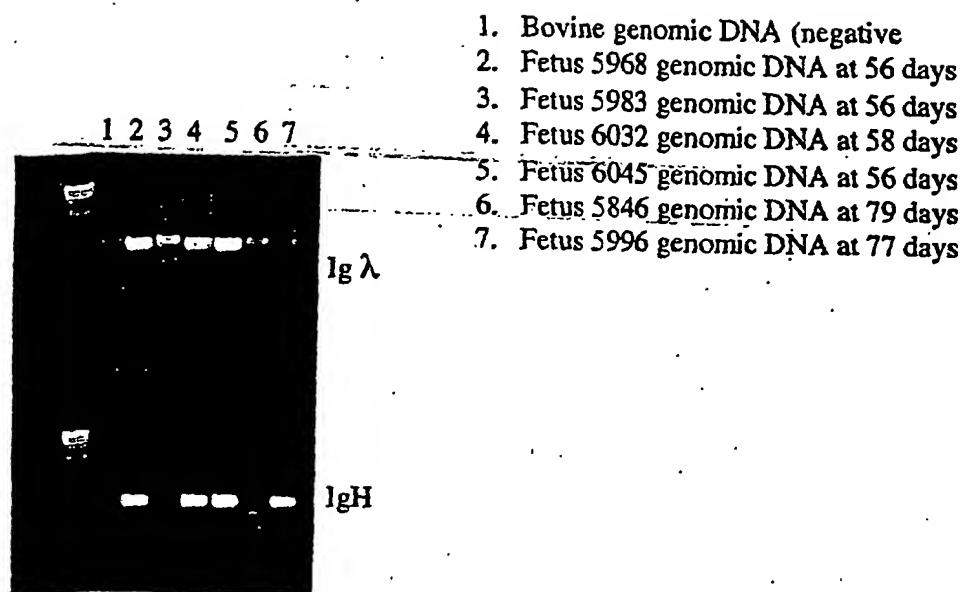 1. Bovine genomic DNA (negative
2. Fetus 5968 genomic DNA at 56 days
3. Fetus 5983 genomic DNA at 56 days
4. Fetus 6032 genomic DNA at 58 days
5. Fetus 6045 genomic DNA at 56 days
6. Fetus 5846 genomic DNA at 79 days
7. Fetus 5996 genomic DNA at 77 days
1 2 3 4 5 6 7
Ig λ
IgH